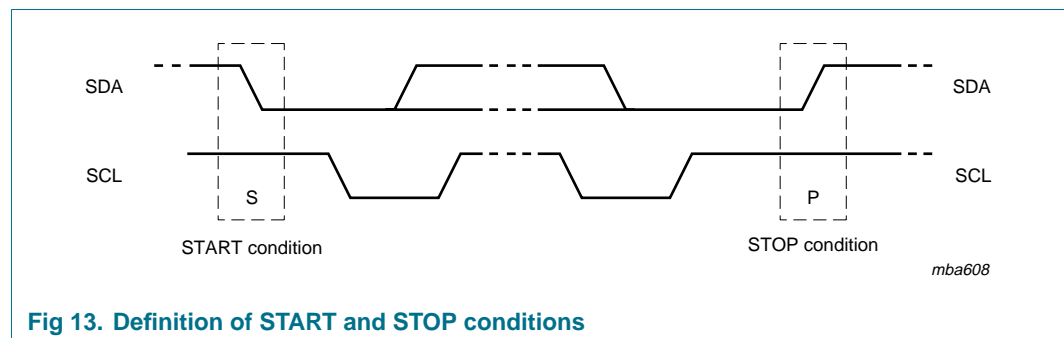 SDA SDA
SCL SCL
S P
START condition STOP condition
mba608
Fig 13. Definition of START and STOP conditions